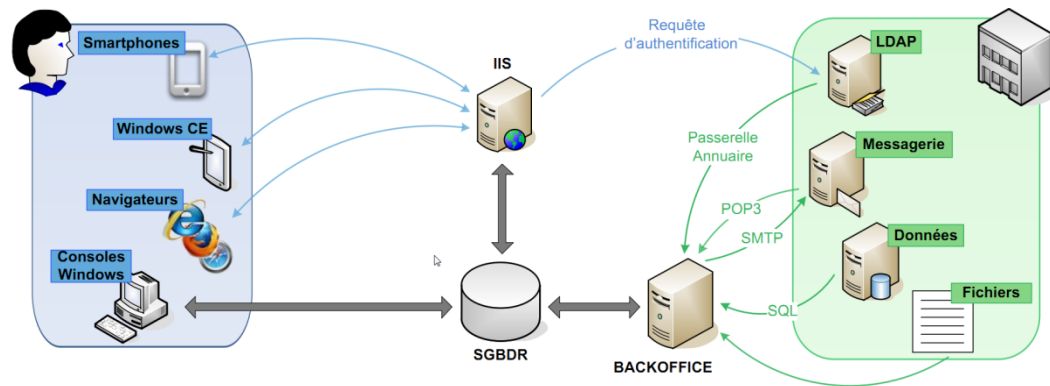 Smartphones
Windows CE
Navigateurs
Consoles
Windows
IIS
SGBDR
BACKOFFICE
Requête
d'authentification
Passerelle
Annuaire
POP3
SMTP
SQL
LDAP
Messagerie
Données
Fichiers